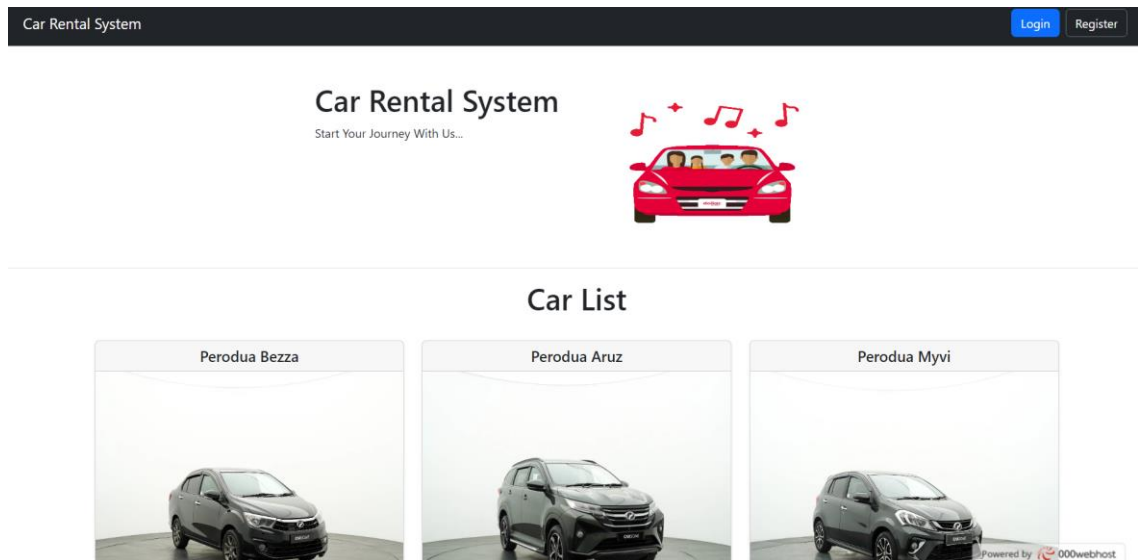 Car Rental System
Login
Register
Car Rental System
Start Your Journey With Us...
Car List
Perodua Bezza
Perodua Aruz
Perodua Myvi
Powered by 000webhost